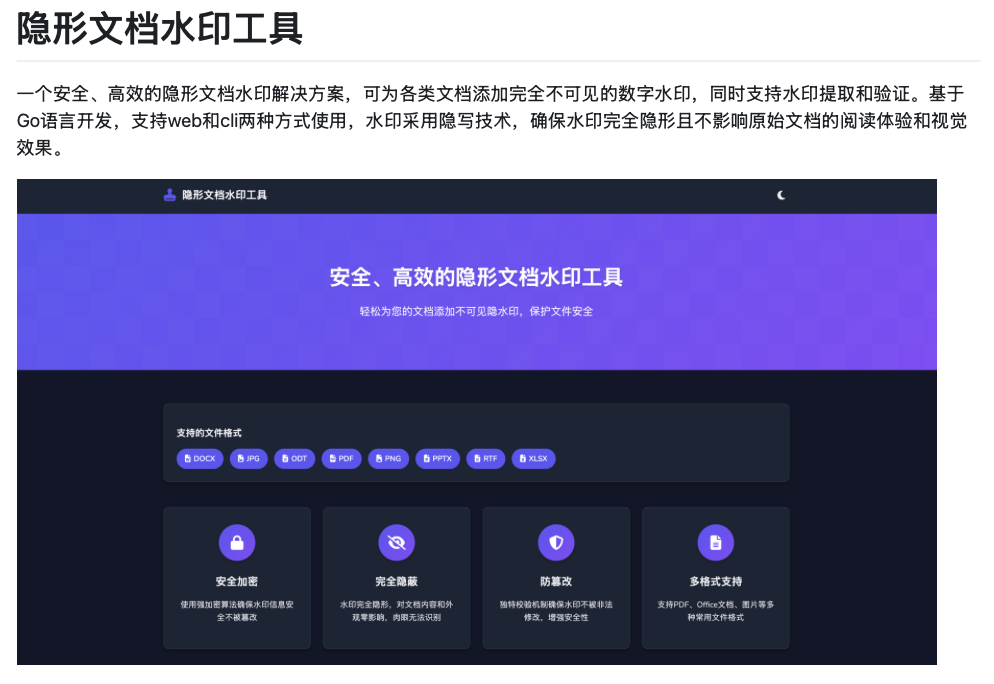 隐形文档水印工具
一个安全、高效的隐形文档水印解决方案，可为各类文档添加完全不可见的数字水印，同时支持水印提取和验证。基于
Go语言开发，支持web和cli两种方式使用，水印采用隐写技术，确保水印完全隐形且不影响原始文档的阅读体验和视觉
效果。
隐形文档水印工具
安全、高效的隐形文档水印工具
轻松为您的文档添加不可见隐水印，保护文件安全
支持的文件格式
DOCX JPG ODT PDF PNG PPTX RTF XLSX
安全加密
使用强加密算法确保水印信息安
全不被篡改
完全隐蔽
水印完全隐形，对文档内容和外
观零影响，肉眼无法识别
防篡改
独特校验机制确保水印不被非法
修改，增强安全性
多格式支持
支持PDF、Office文档、图片等多
种常用文件格式